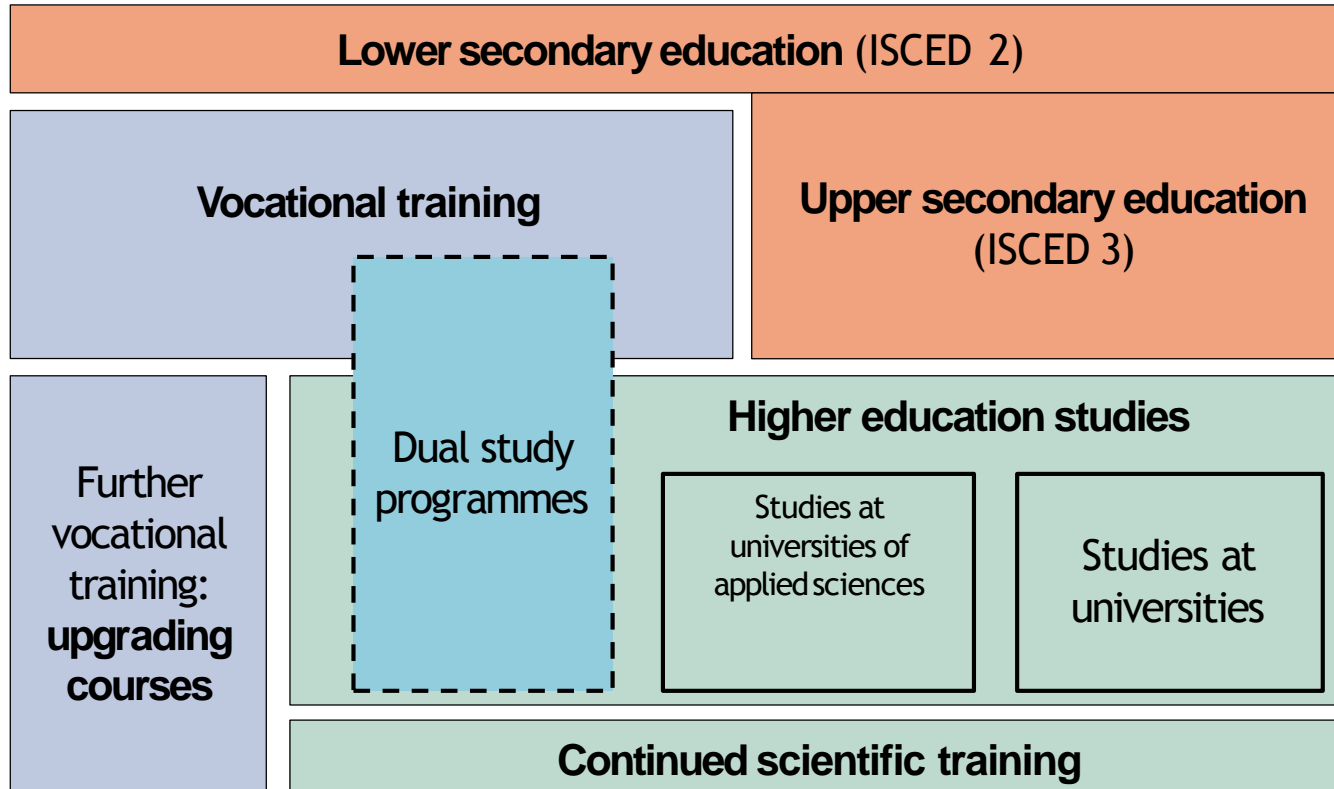 Lower secondary education (ISCED 2)
Vocational training
Upper secondary education
(ISCED 3)
Higher education studies
Dual study
programmes
Further
vocational
training:
upgrading
courses
Studies at
universities of
applied sciences
Studies at
universities
Continued scientific training